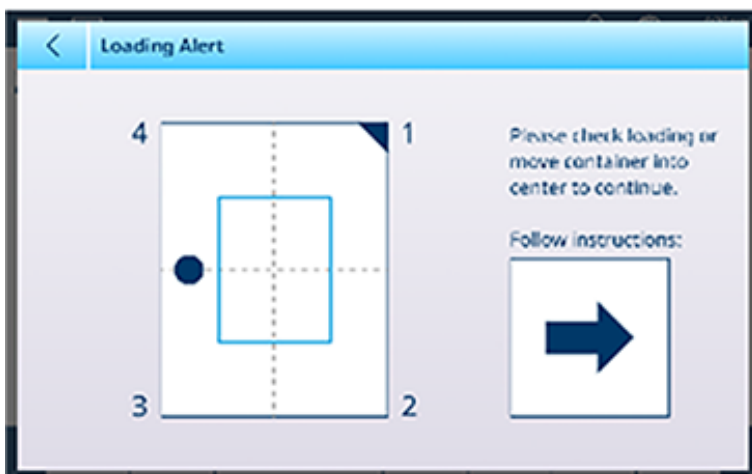 Loading Alert
4
1
Please check loading or
move container into
center to continue.
Follow instructions:
3
2